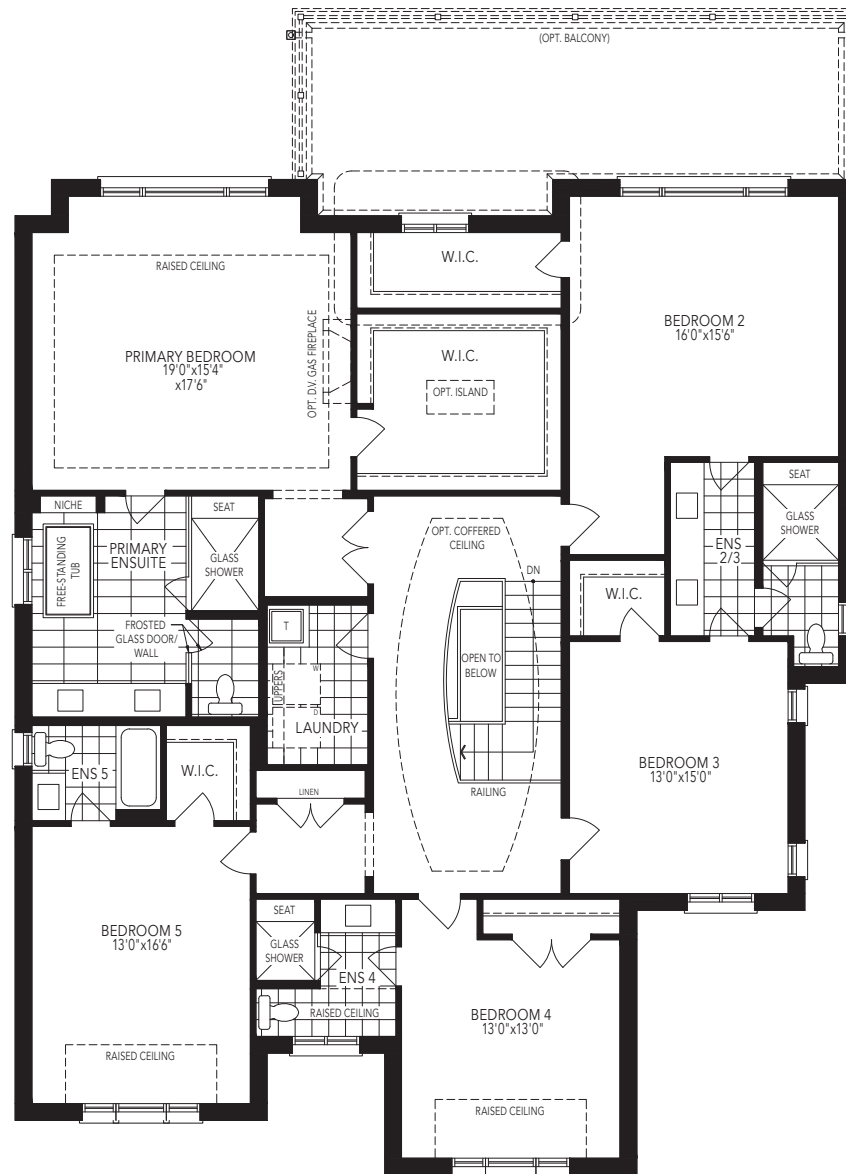 (OPT. BALCONY)
RAISED CEILING
PRIMARY BEDROOM
19'0"x15'4"
x17'6"
OPT. D.V. GAS FIREPLACE
W.I.C.
W.I.C.
OPT. ISLAND
BEDROOM 2
16'0"x15'6"
NICHE
FREE-STANDING
TUB
PRIMARY
ENSUITE
SEAT
GLASS
SHOWER
FROSTED
GLASS DOOR/
WALL
OPT. COFFERED
CEILING
DN
OPEN TO
BELOW
RAILING
ENS
2/3
SEAT
GLASS
SHOWER
W.I.C.
T
UPPERS
W
D
LAUNDRY
LINEN
BEDROOM 3
13'0"x15'0"
ENS 5
W.I.C.
BEDROOM 5
13'0"x16'6"
RAISED CEILING
SEAT
GLASS
SHOWER
ENS 4
RAISED CEILING
BEDROOM 4
13'0"x13'0"
RAISED CEILING